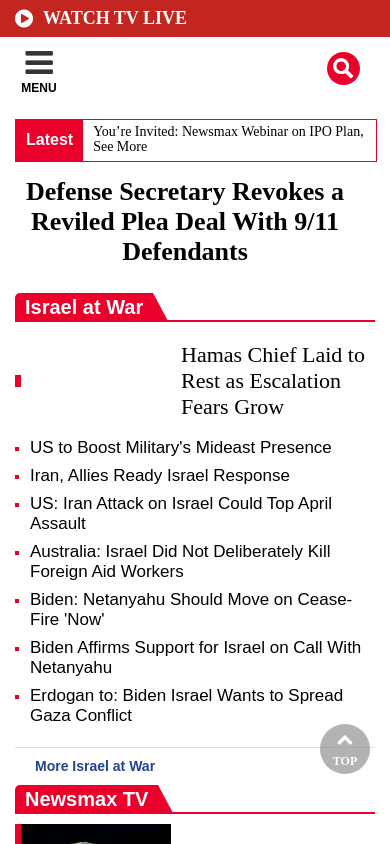 WATCH TV LIVE
MENU
Latest
You’re Invited: Newsmax Webinar on IPO Plan,
See More
Defense Secretary Revokes a
Reviled Plea Deal With 9/11
Defendants
Israel at War
Hamas Chief Laid to
Rest as Escalation
Fears Grow
US to Boost Military's Mideast Presence
Iran, Allies Ready Israel Response
US: Iran Attack on Israel Could Top April
Assault
Australia: Israel Did Not Deliberately Kill
Foreign Aid Workers
Biden: Netanyahu Should Move on Cease-
Fire 'Now'
Biden Affirms Support for Israel on Call With
Netanyahu
Erdogan to: Biden Israel Wants to Spread
Gaza Conflict
TOP
More Israel at War
Newsmax TV